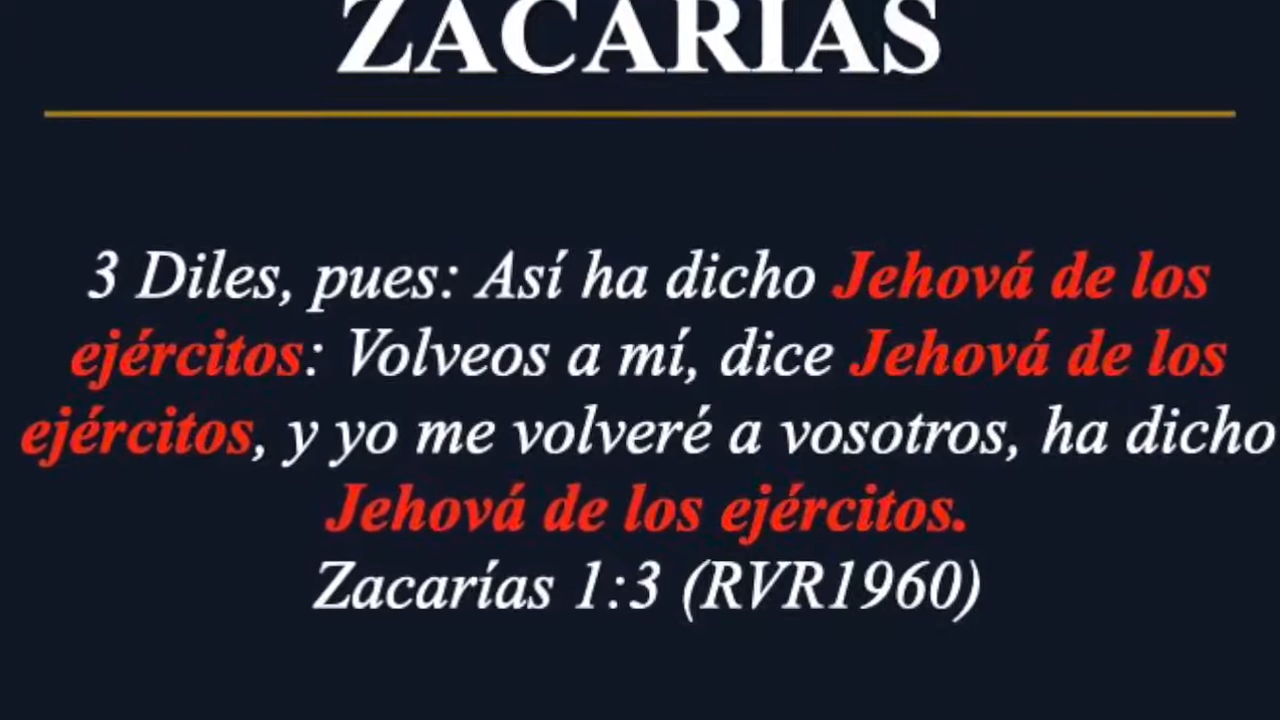 ZACARÍAS
3 Diles, pues: Así ha dicho Jehová de los
ejércitos: Volveos a mí, dice Jehová de los
ejércitos, y yo me volveré a vosotros, ha dicho
Jehová de los ejércitos.
Zacarías 1:3 (RVR1960)